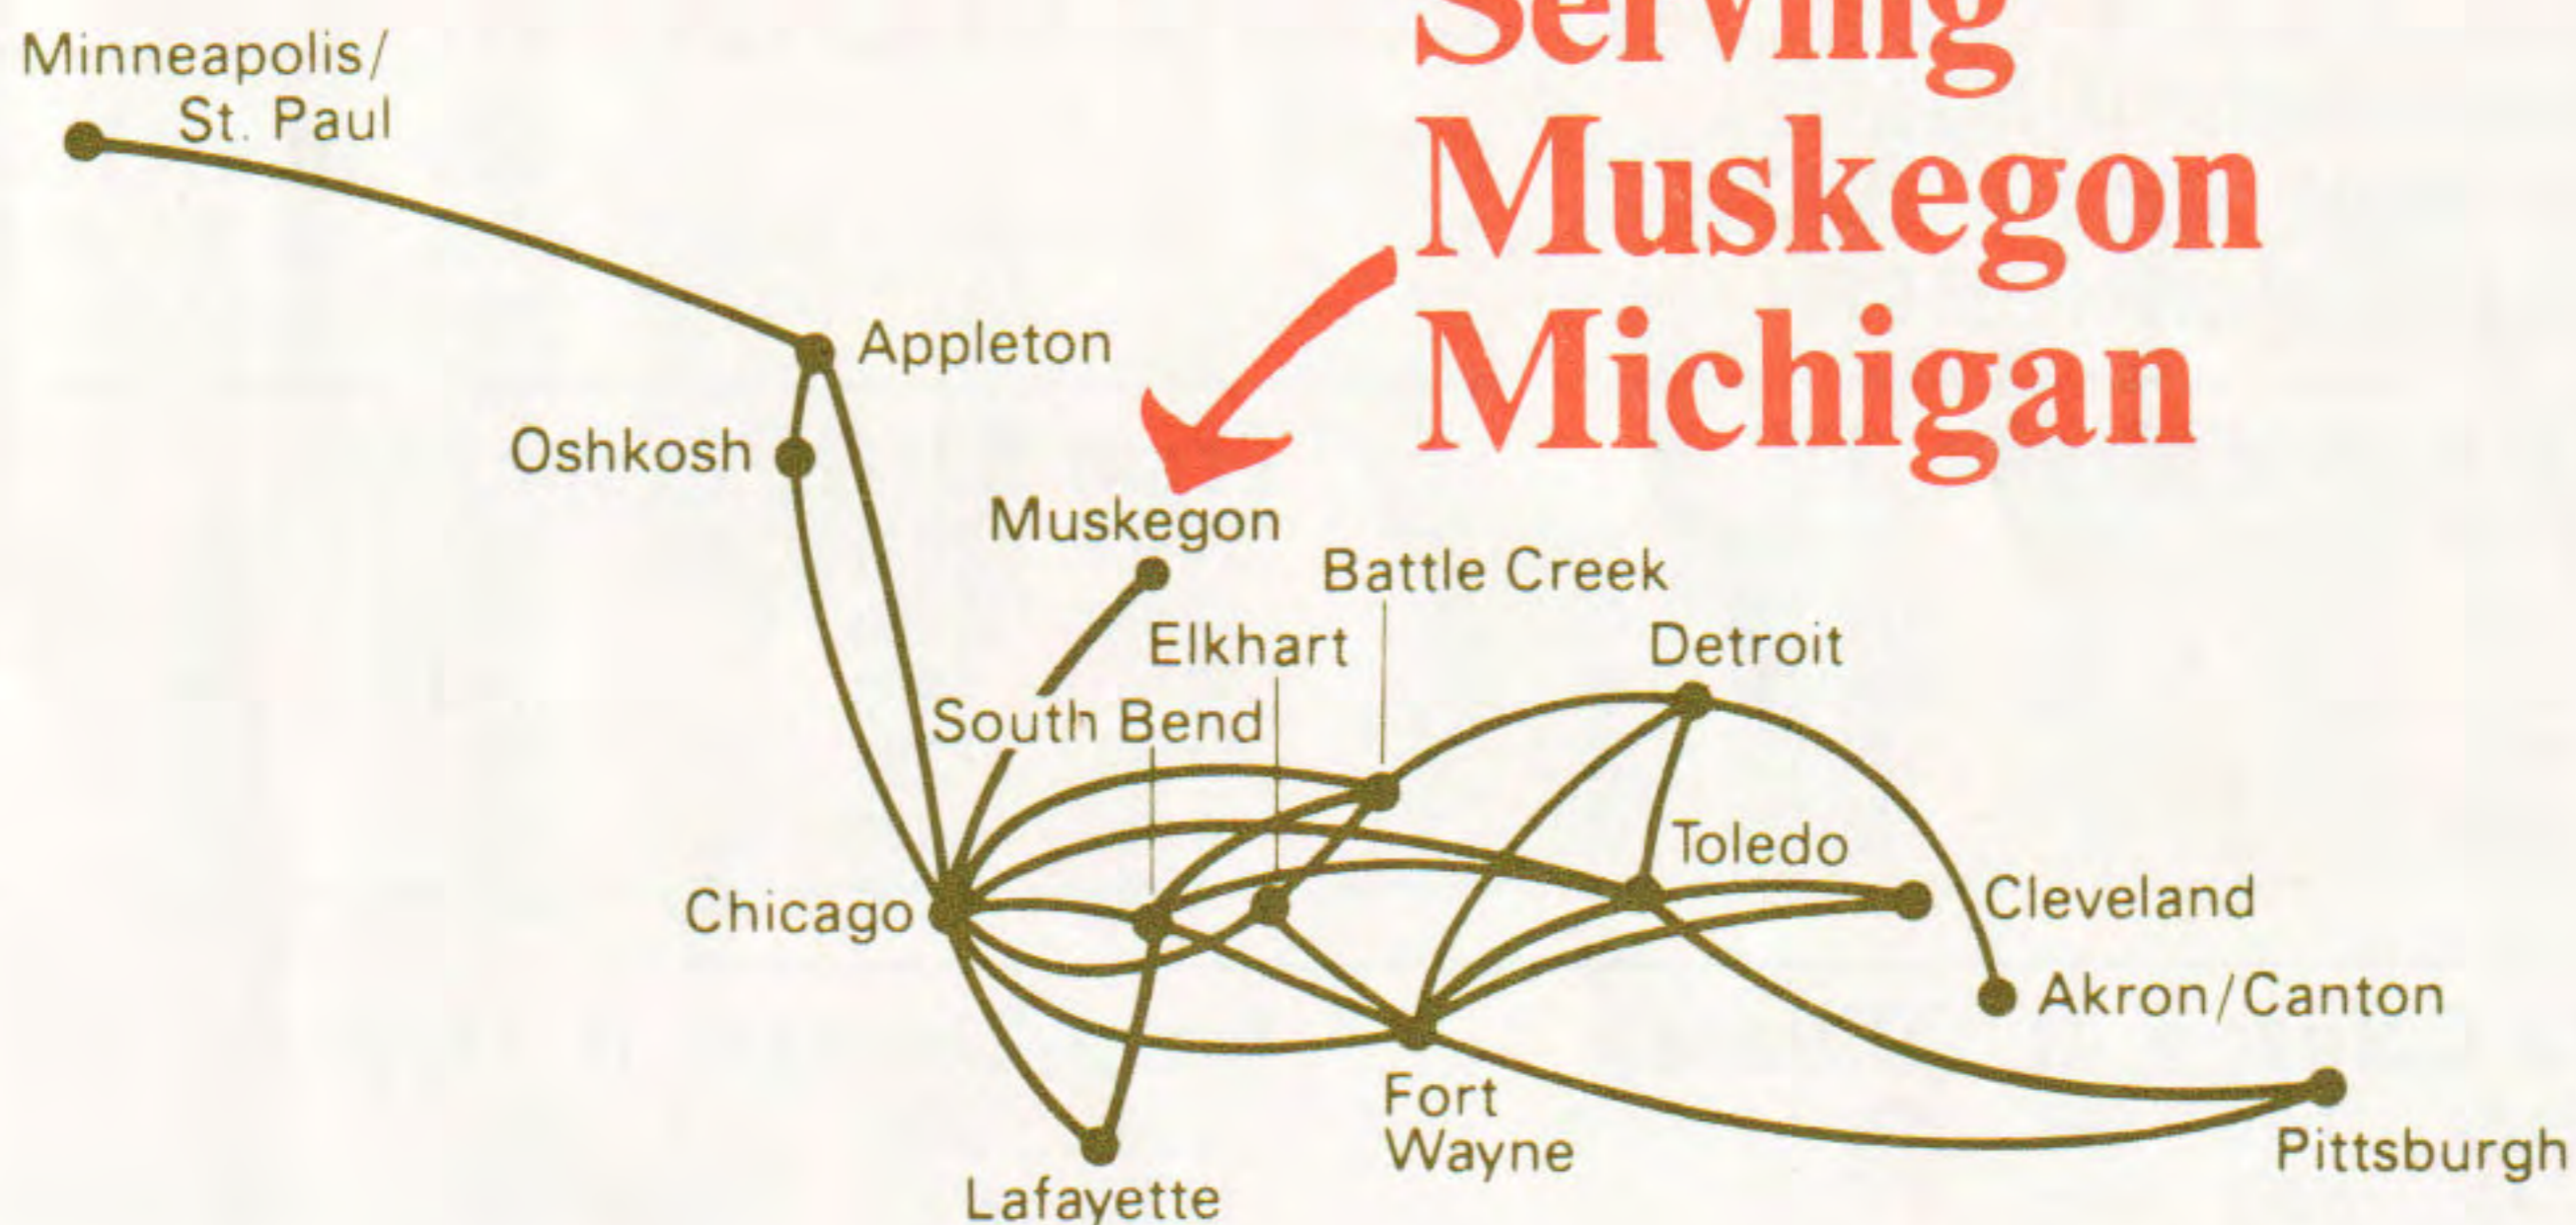 Serving
Muskegon
Michigan
Minneapolis/
St. Paul
Appleton
Oshkosh
Muskegon
Battle Creek
Elkhart
Detroit
South Bend
Toledo
Chicago
Cleveland
Akron/Canton
Fort
Wayne
Pittsburgh
Lafayette